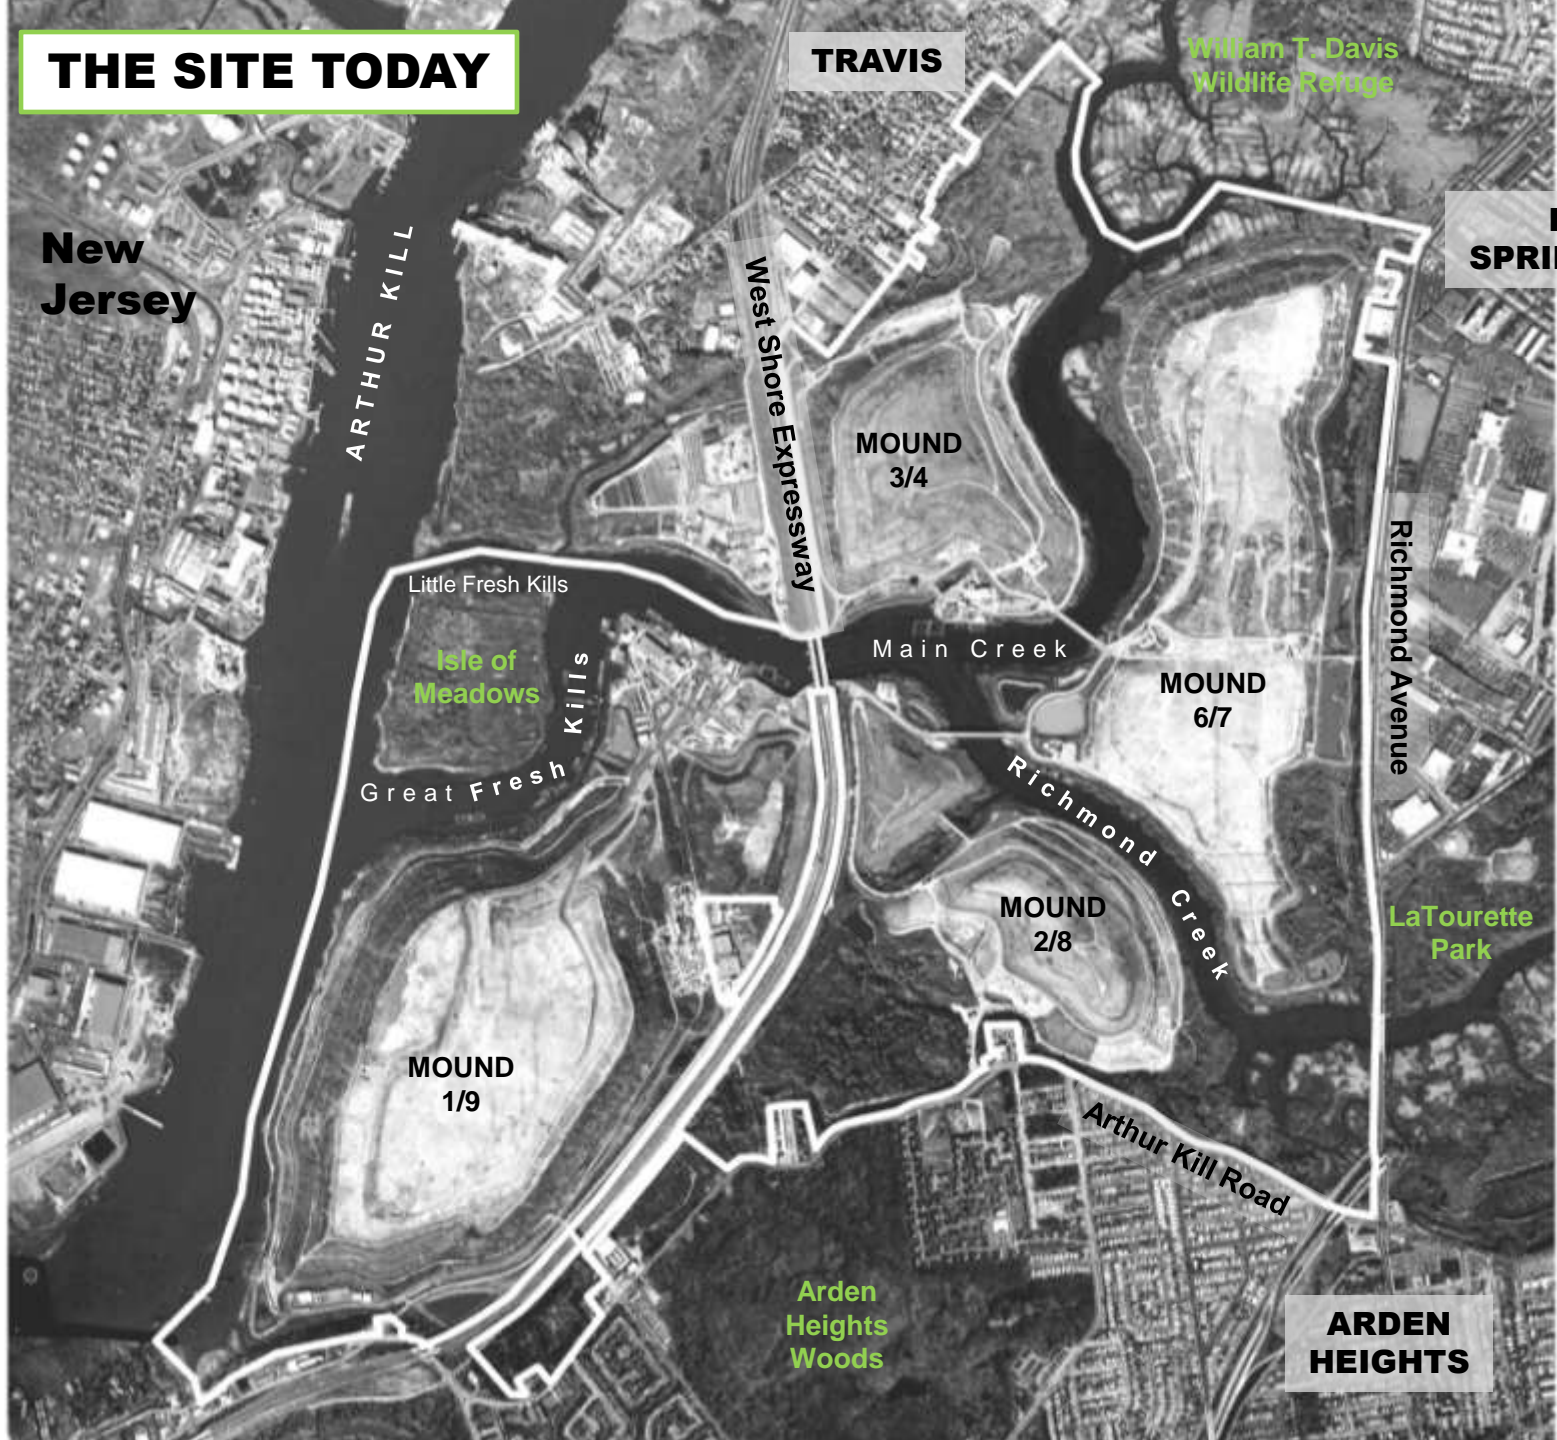 THE SITE TODAY
TRAVIS
William T. Davis
Wildlife Refuge
New
Jersey
ARTHUR KILL
West Shore Expressway
MOUND
3/4
Little Fresh Kills
Isle of
Meadows
Great Fresh Kills
Main Creek
MOUND
6/7
Richmond Avenue
Richmond Creek
MOUND
2/8
LaTourette
Park
MOUND
1/9
Arthur Kill Road
Arden
Heights
Woods
ARDEN
HEIGHTS